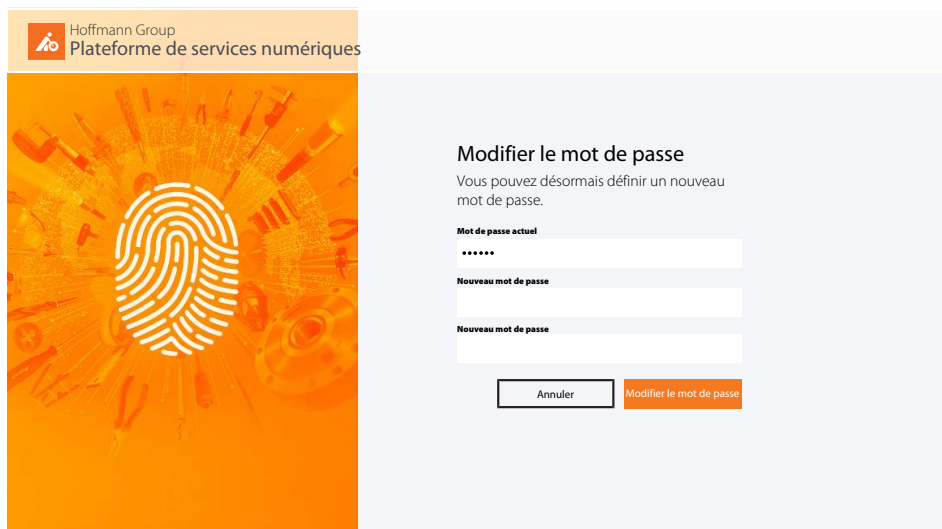 Hoffmann Group
Plateforme de services numériques
Modifier le mot de passe
Vous pouvez désormais définir un nouveau
mot de passe.
Mot de passe actuel
••••••
Nouveau mot de passe
Nouveau mot de passe
Annuler
Modifier le mot de passe